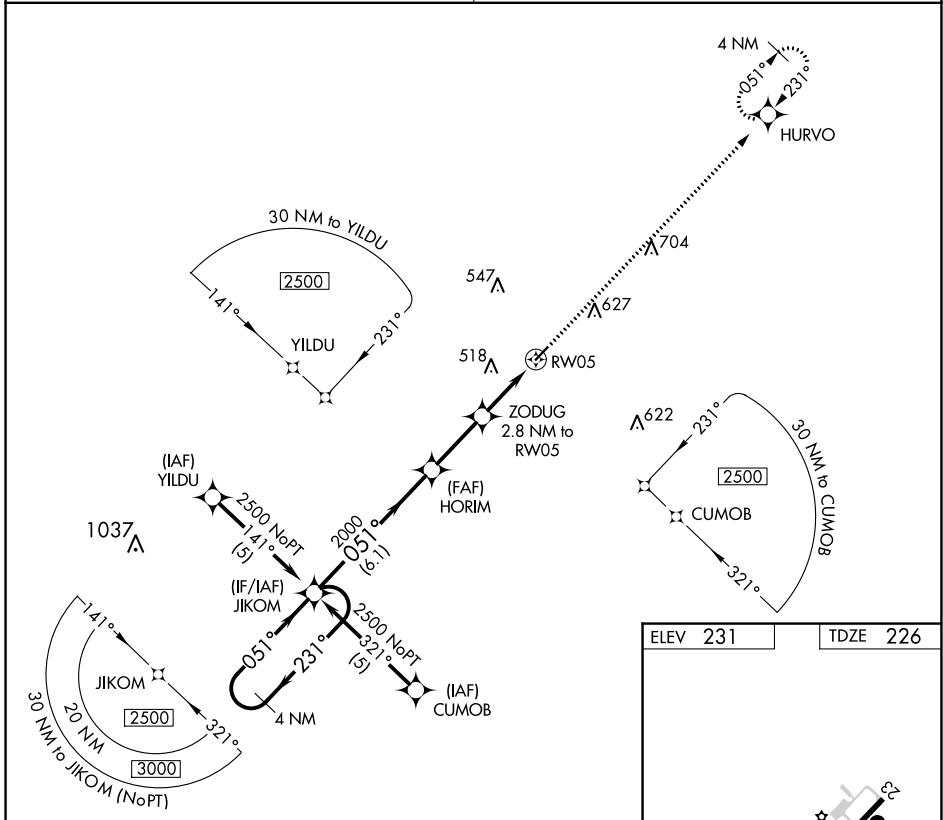 4 NM
051°
231°
HURVO
704
30 NM to YILDU
2500
141°
231°
YILDU
547
627
518
RW05
ZODUG
2.8 NM to
RW05
622
231°
30 NM to CUMOB
2500
CUMOB
321°
(IAF)
YILDU
2500 NoPT
141°
(5)
(FAF)
HORIM
2000
051°
(6.1)
1037
(IF/IAF)
JIKOM
2500 NoPT
321°
(5)
051°
231°
4 NM
(IAF)
CUMOB
141°
JIKOM
2500
321°
20 NM
3000
30 NM to JIKOM (NoPT)
ELEV 231
TDZE 226
23